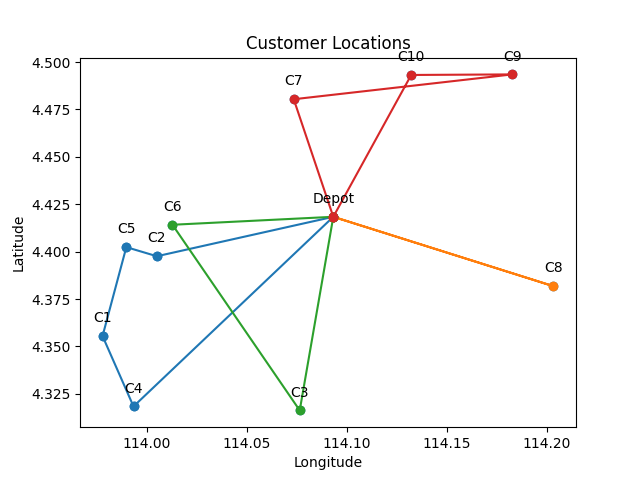 Customer Locations
C10
C9
C7
Depot
C6
C5
C2
C8
C1
C4
C3
4.500
4.475
4.450
4.425
4.400
4.375
4.350
4.325
Latitude
114.00
114.05
114.10
114.15
114.20
Longitude